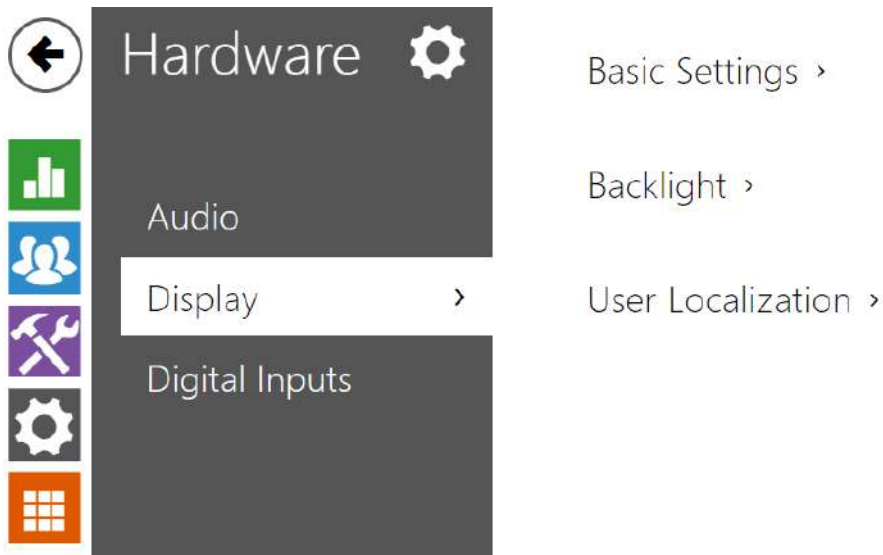 Hardware
Audio
Display
Digital Inputs
Basic Settings
Backlight
User Localization